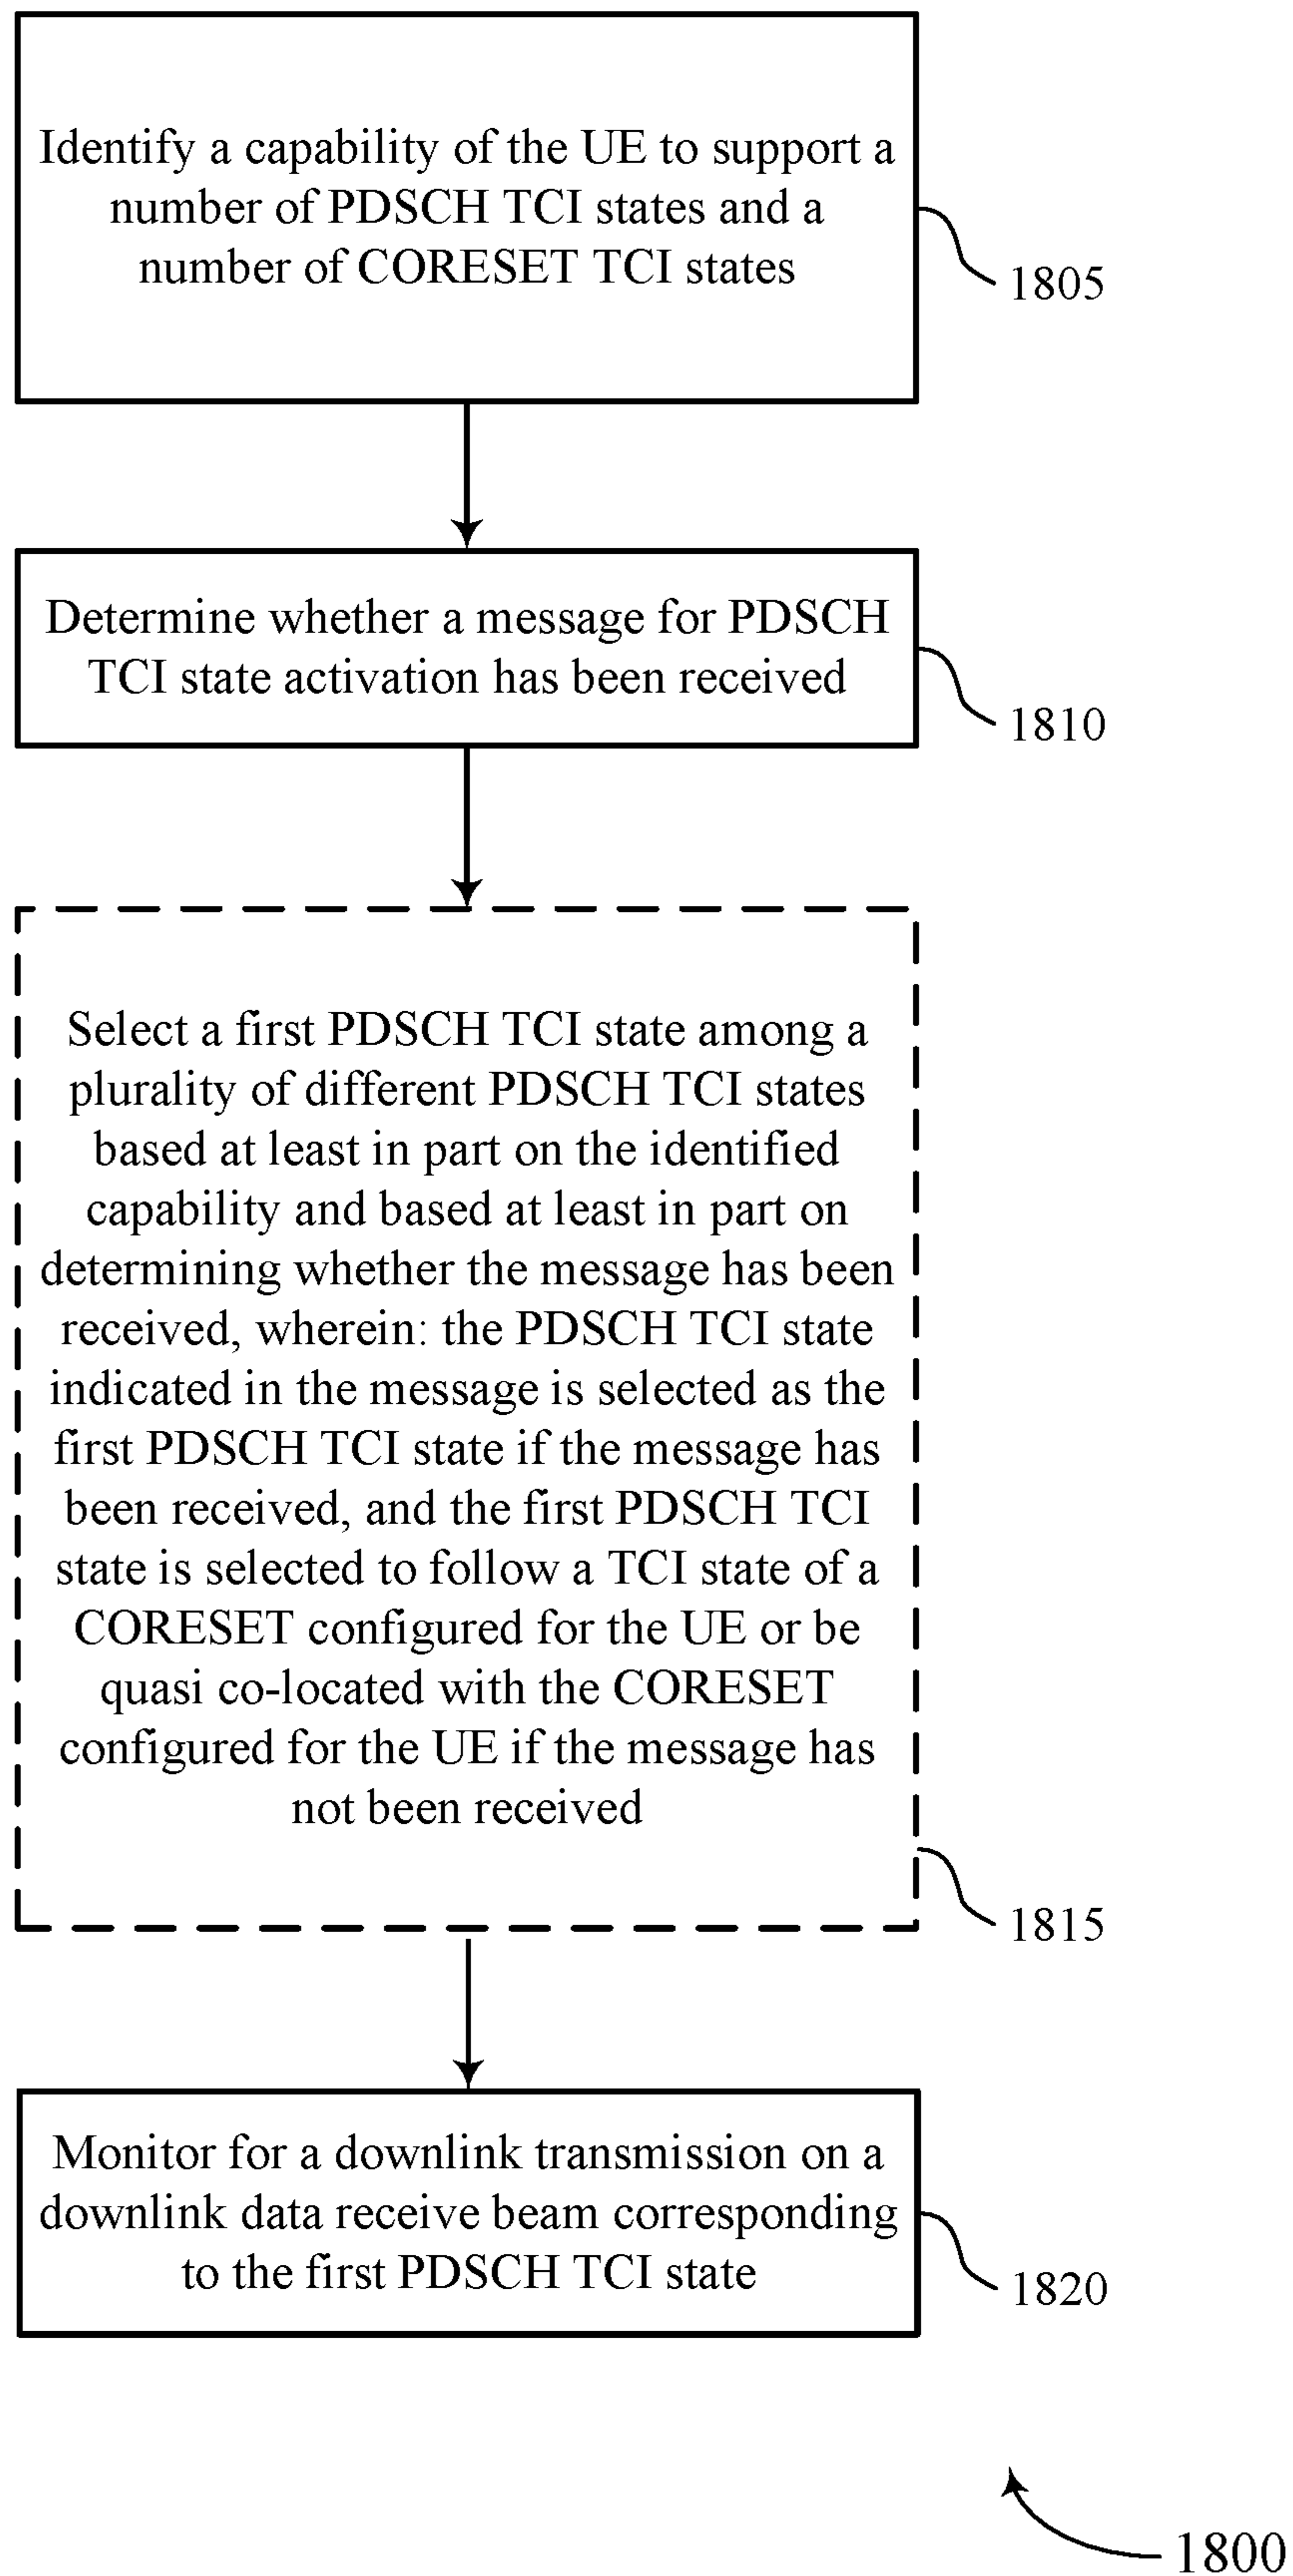 Identify a capability of the UE to support a
number of PDSCH TCI states and a
number of CORESET TCI states
1805
Determine whether a message for PDSCH
TCI state activation has been received
1810
Select a first PDSCH TCI state among a
plurality of different PDSCH TCI states
based at least in part on the identified
capability and based at least in part on
determining whether the message has been
received, wherein: the PDSCH TCI state
indicated in the message is selected as the
first PDSCH TCI state if the message has
been received, and the first PDSCH TCI
state is selected to follow a TCI state of a
CORESET configured for the UE or be
quasi co-located with the CORESET
configured for the UE if the message has
not been received
1815
Monitor for a downlink transmission on a
downlink data receive beam corresponding
to the first PDSCH TCI state
1820
1800